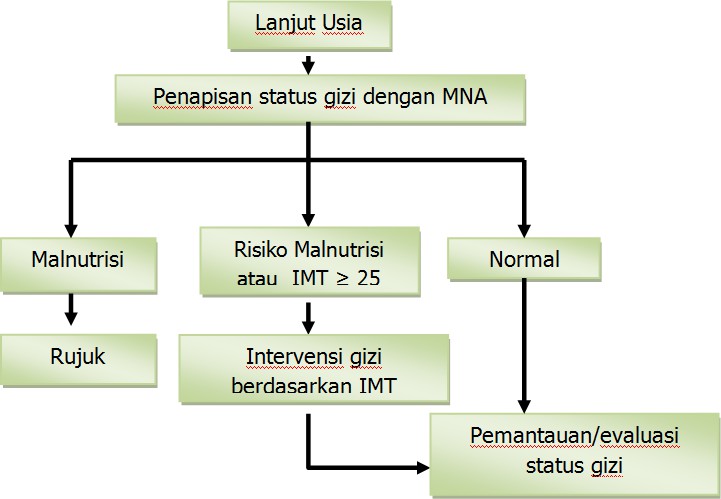 Lanjut Usia
Penapisan status gizi dengan MNA
Malnutrisi
Risiko Malnutrisi
atau IMT ≥ 25
Normal
Rujuk
Intervensi gizi
berdasarkan IMT
Pemantauan/evaluasi
status gizi